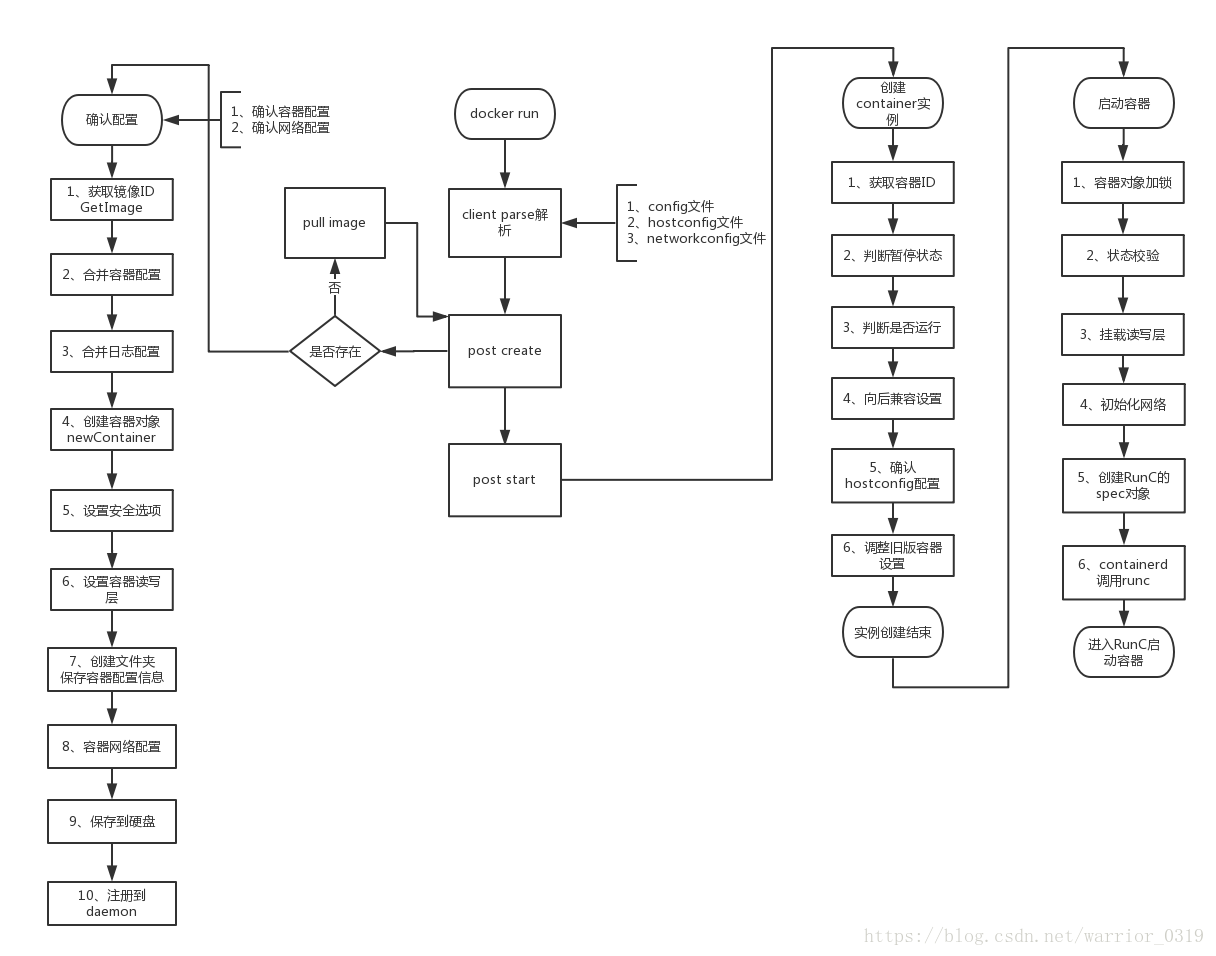 确认配置
1、确认容器配置
2、确认网络配置
1、获取镜像ID
GetImage
2、合并容器配置
3、合并日志配置
4、创建容器对象
newContainer
5、设置安全选项
6、设置容器读写
层
7、创建文件夹
保存容器配置信息
8、容器网络配置
9、保存到硬盘
10、注册到
daemon
pull image
否
是否存在
docker run
client parse解
析
1、config文件
2、hostconfig文件
3、networkconfig文件
post create
post start
创建
container实
例
1、获取容器ID
2、判断暂停状态
3、判断是否运行
4、向后兼容设置
5、确认
hostconfig配置
6、调整旧版容器
设置
实例创建结束
启动容器
1、容器对象加锁
2、状态校验
3、挂载读写层
4、初始化网络
5、创建RunC的
spec对象
6、containerd
调用runc
进入RunC启
动容器
https://blog.csdn.net/warrior_0319